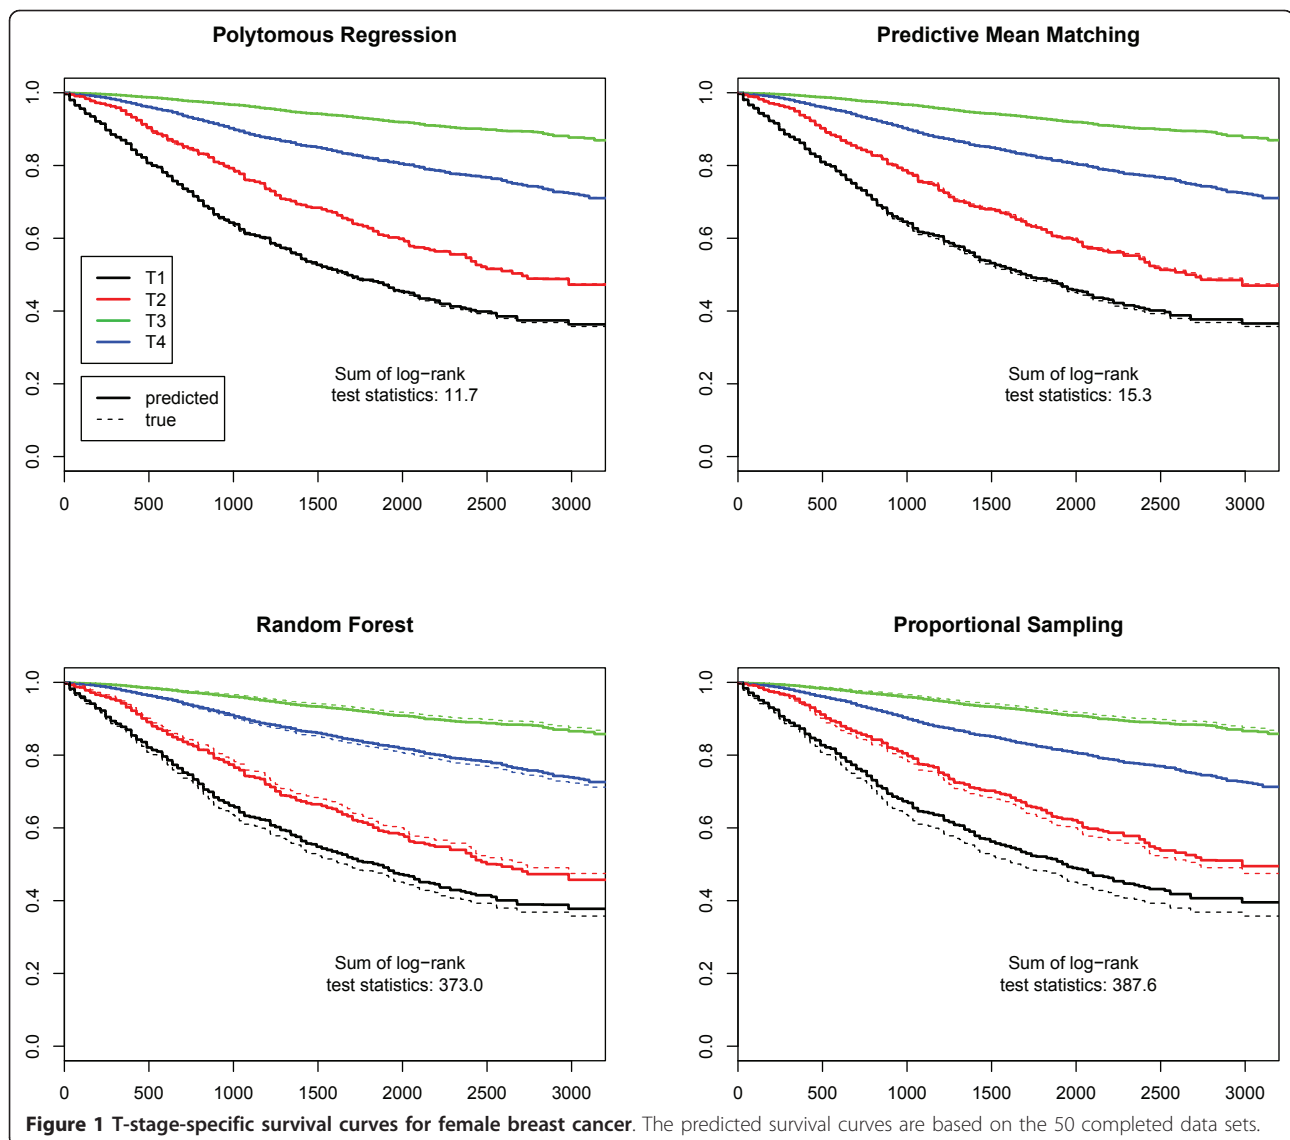 Polytomous Regression
1.0
0.8
0.6
0.4
0.2
0.0
T1
T2
T3
T4
predicted
true
Sum of log−rank
test statistics: 11.7
0 500 1000 1500 2000 2500 3000
Predictive Mean Matching
1.0
0.8
0.6
0.4
0.2
0.0
Sum of log−rank
test statistics: 15.3
0 500 1000 1500 2000 2500 3000
Random Forest
1.0
0.8
0.6
0.4
0.2
0.0
Sum of log−rank
test statistics: 373.0
0 500 1000 1500 2000 2500 3000
Proportional Sampling
1.0
0.8
0.6
0.4
0.2
0.0
Sum of log−rank
test statistics: 387.6
0 500 1000 1500 2000 2500 3000
Figure 1 T-stage-specific survival curves for female breast cancer. The predicted survival curves are based on the 50 completed data sets.